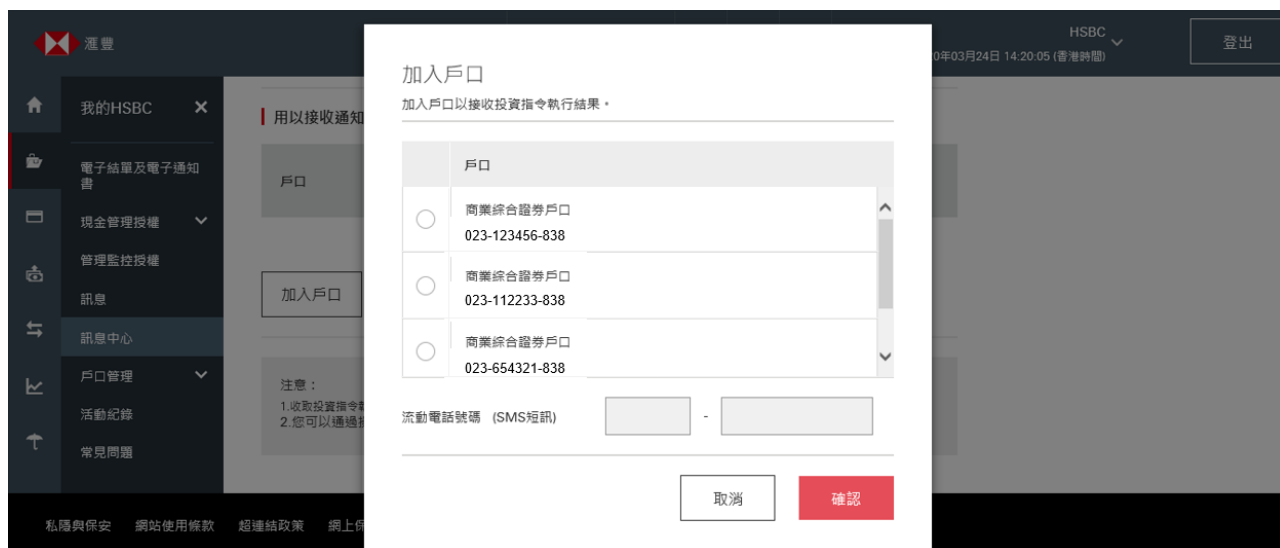 滙豐
HSBC
0年03月24日 14:20:05 (香港時間)
登出
我的HSBC
電子結單及電子通知
書
現金管理授權
管理監控授權
訊息
訊息中心
戶口管理
活動紀錄
常見問題
用以接收通知
戶口
加入戶口
注意：
1.收取投資指令
2.您可以通過
加入戶口
加入戶口以接收投資指令執行結果。
戶口
商業綜合證券戶口
023-123456-838
商業綜合證券戶口
023-112233-838
商業綜合證券戶口
023-654321-838
流動電話號碼 (SMS短訊)
-
取消
確認
私隱與保安 網站使用條款 超連結政策 網上